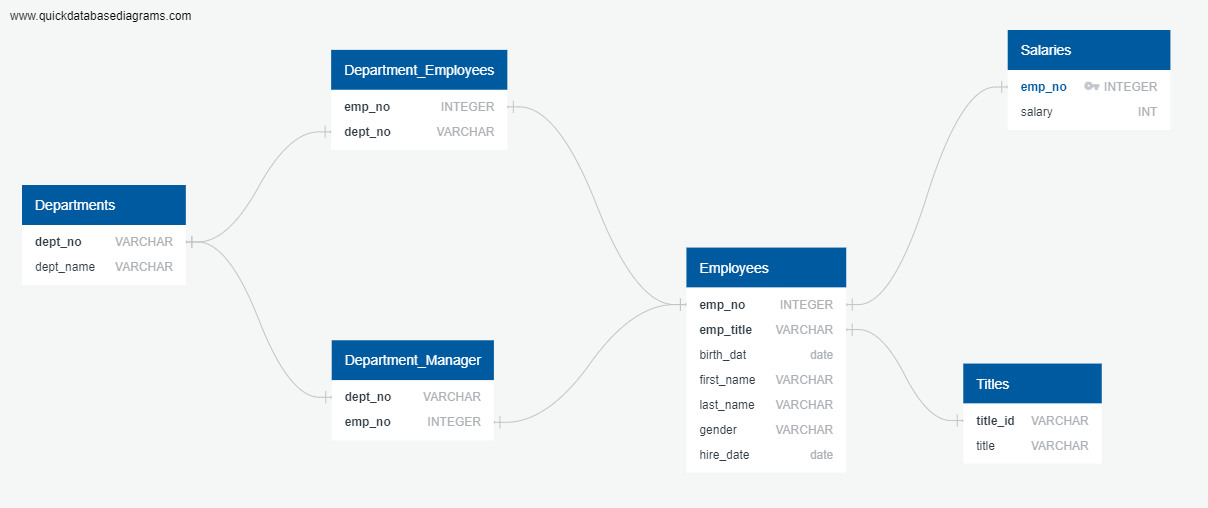 www.quickdatabasediagrams.com
Departments
dept_no VARCHAR
dept_name VARCHAR
Department_Employees
emp_no INTEGER
dept_no VARCHAR
Department_Manager
dept_no VARCHAR
emp_no INTEGER
Employees
emp_no INTEGER
emp_title VARCHAR
birth_dat date
first_name VARCHAR
last_name VARCHAR
gender VARCHAR
hire_date date
Salaries
emp_no INTEGER
salary INT
Titles
title_id VARCHAR
title VARCHAR